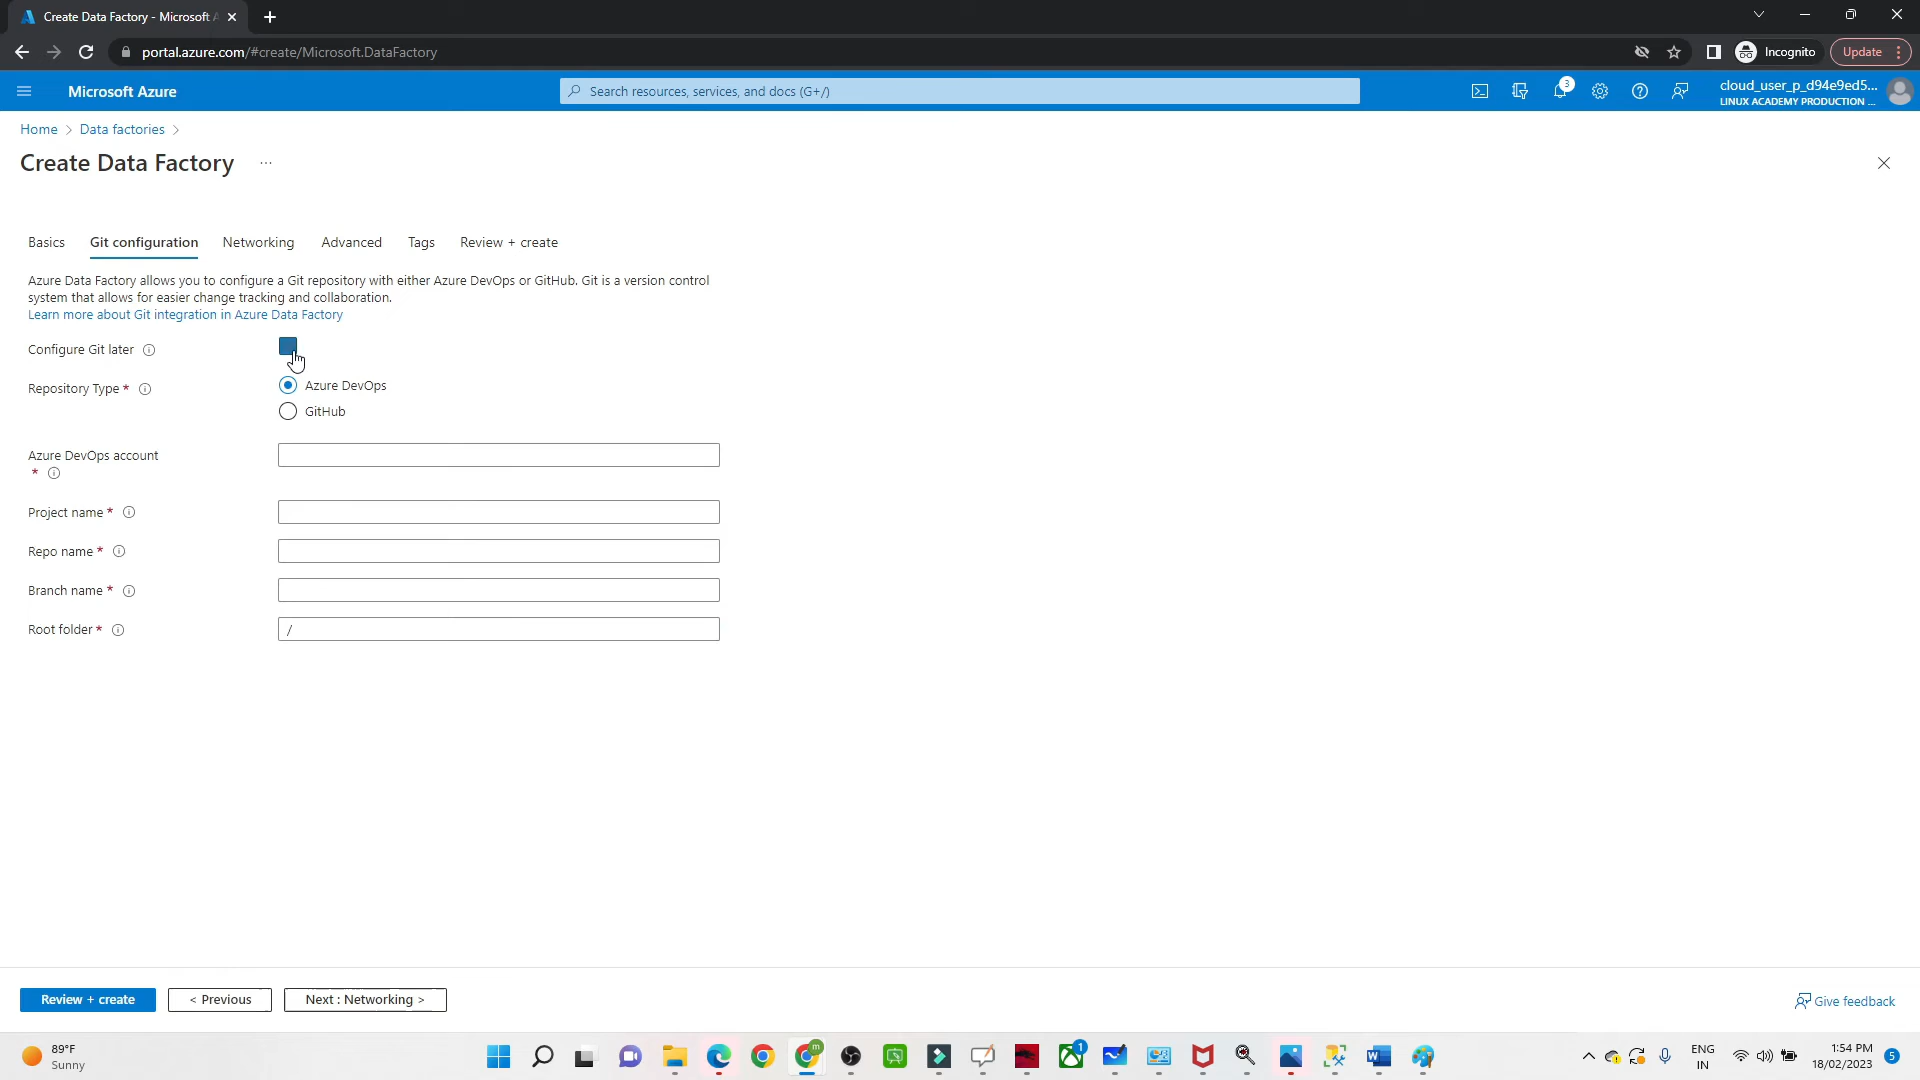 Create Data Factory - Microsoft A
portal.azure.com/#create/Microsoft.DataFactory
Incognito
Update
Microsoft Azure
Search resources, services, and docs (G+/)
3
cloud_user_p_d94e9ed5...
LINUX ACADEMY PRODUCTION ...
Home > Data factories >
Create Data Factory ...
Basics Git configuration Networking Advanced Tags Review + create
Azure Data Factory allows you to configure a Git repository with either Azure DevOps or GitHub. Git is a version control
system that allows for easier change tracking and collaboration.
Learn more about Git integration in Azure Data Factory
Configure Git later
Repository Type *
Azure DevOps
GitHub
Azure DevOps account
*
Project name *
Repo name *
Branch name *
Root folder *
/
Review + create
< Previous
Next : Networking >
Give feedback
89°F
Sunny
m
1
ENG
IN
1:54 PM
18/02/2023
5